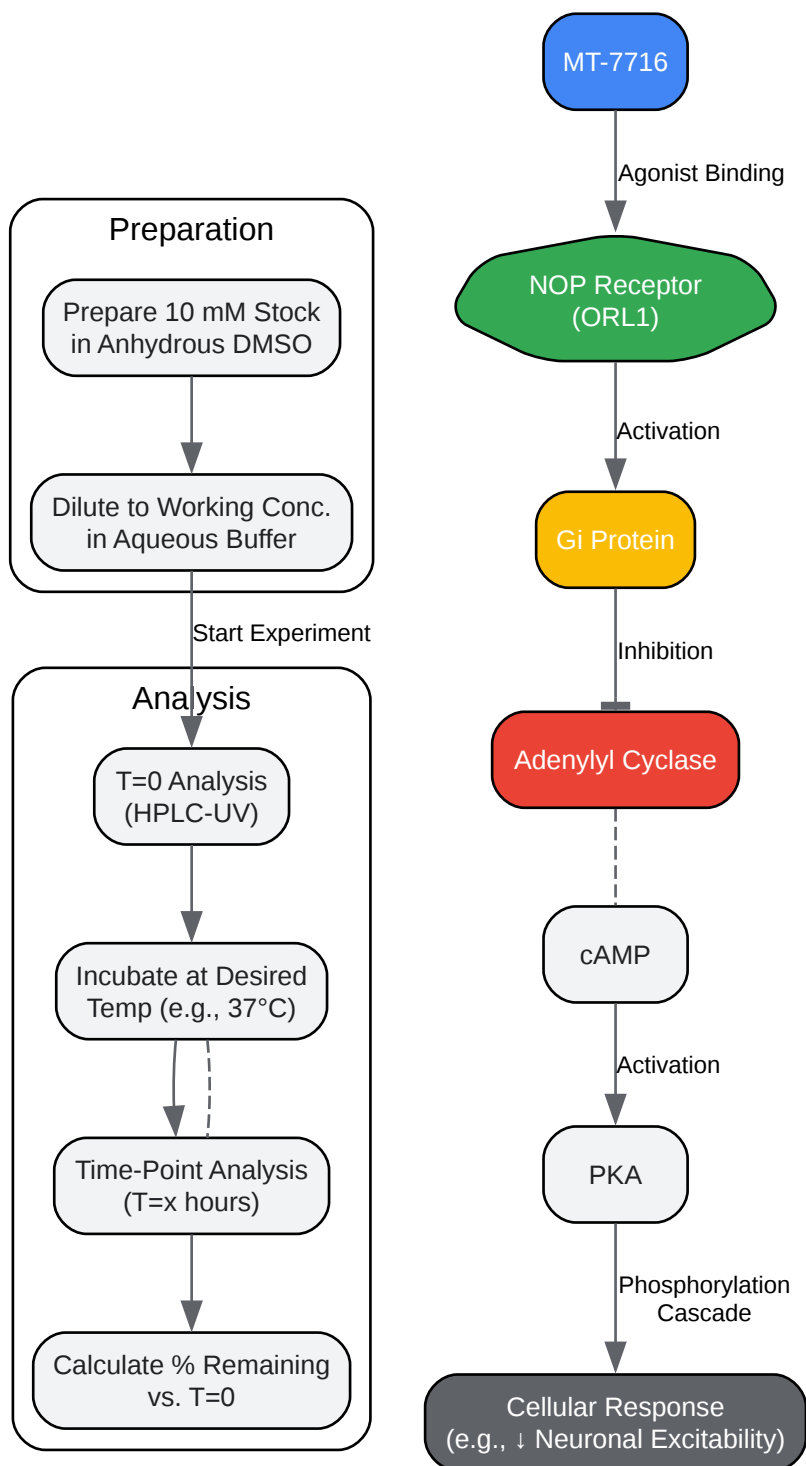 Preparation
Prepare 10 mM Stock
in Anhydrous DMSO
Dilute to Working Conc.
in Aqueous Buffer
Start Experiment
Analysis
T=0 Analysis
(HPLC-UV)
Incubate at Desired
Temp (e.g., 37°C)
Time-Point Analysis
(T=x hours)
Calculate % Remaining
vs. T=0
MT-7716
Agonist Binding
NOP Receptor
(ORL1)
Activation
Gi Protein
Inhibition
Adenylyl Cyclase
cAMP
Activation
PKA
Phosphorylation
Cascade
Cellular Response
(e.g., ↓ Neuronal Excitability)